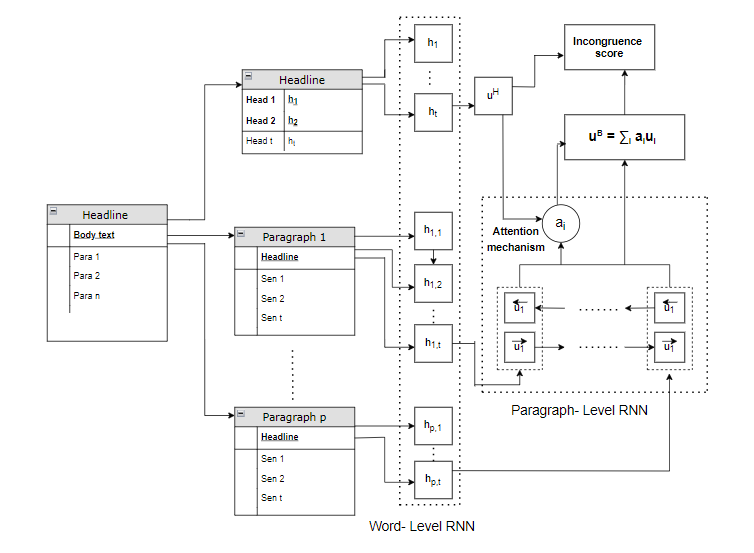 Headline
Body text
Para 1
Para 2
Para n
Headline
Head 1 h1
Head 2 h2
Head t ht
Paragraph 1
Headline
Sen 1
Sen 2
Sen t
Paragraph p
Headline
Sen 1
Sen 2
Sen t
h1
ht
h1,1
h1,2
h1,t
hp,1
hp,t
Word- Level RNN
uH
Incongruence
score
uB = ∑i aiui
Attention
mechanism
ai
u1
u1
u1
u1
Paragraph- Level RNN